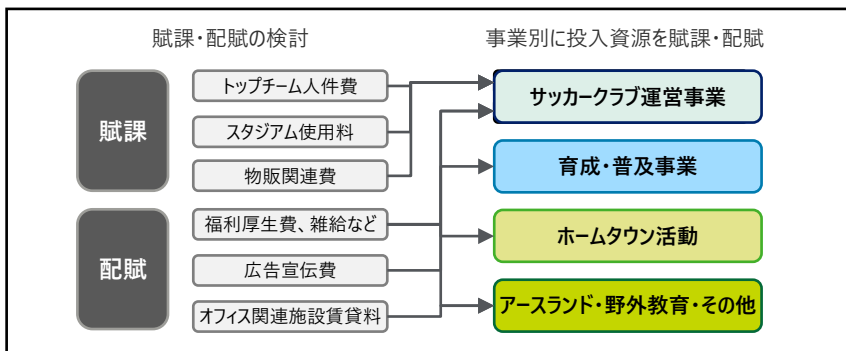 賦課・配賦の検討
事業別に投入資源を賦課・配賦
賦課
トップチーム人件費
スタジアム使用料
物販関連費
配賦
福利厚生費、雑給など
広告宣伝費
オフィス関連施設賃貸料
サッカークラブ運営事業
育成・普及事業
ホームタウン活動
アースランド・野外教育・その他